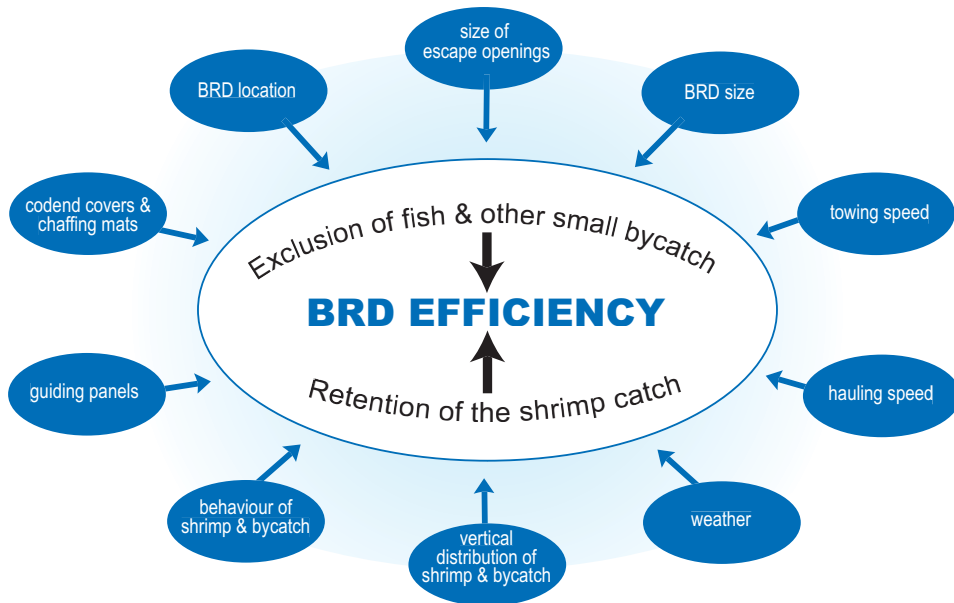 size of
escape openings
BRD location
BRD size
codend covers &
chaffing mats
towing speed
Exclusion of fish & other small bycatch
BRD EFFICIENCY
Retention of the shrimp catch
guiding panels
hauling speed
behaviour of
shrimp & bycatch
weather
vertical
distribution of
shrimp & bycatch